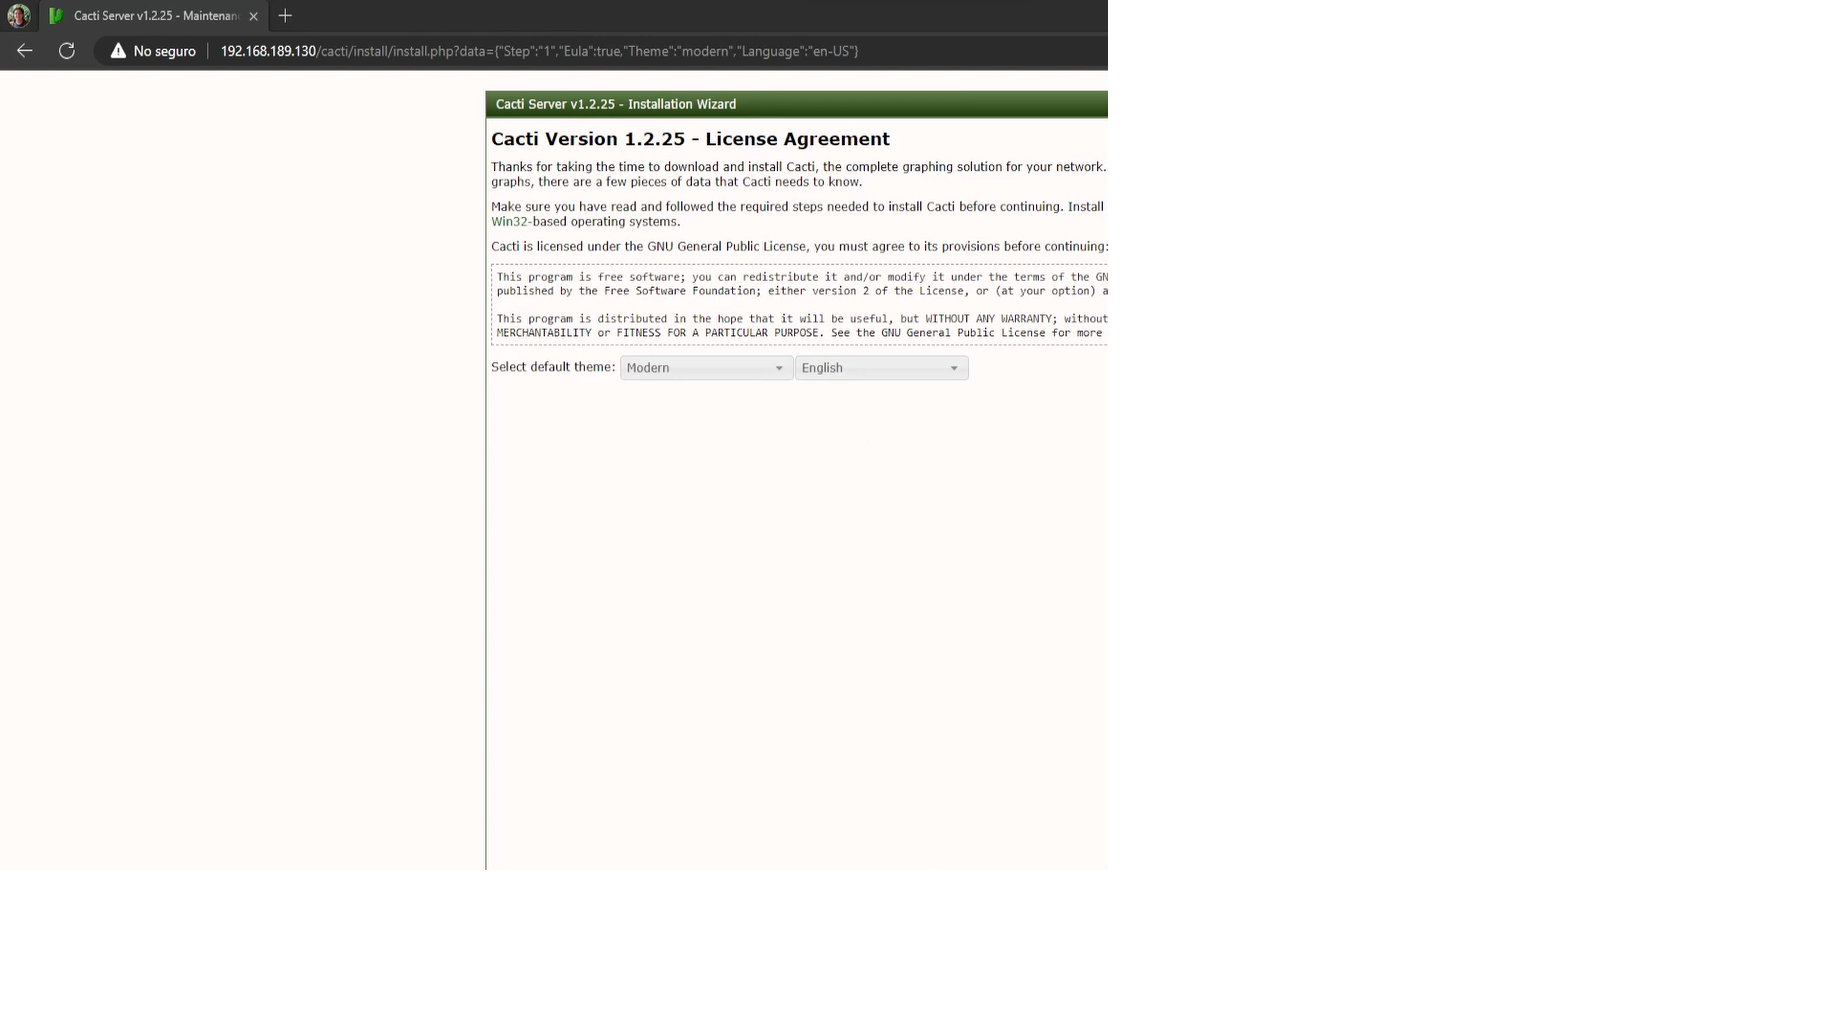 Cacti Server v1.2.25 - Maintenan
No seguro
192.168.189.130/cacti/install/install.php?data={"Step":"1","Eula":true,"Theme":"modern","Language":"en-US"}
Cacti Server v1.2.25 - Installation Wizard
Cacti Version 1.2.25 - License Agreement
Thanks for taking the time to download and install Cacti, the complete graphing solution for your network.
graphs, there are a few pieces of data that Cacti needs to know.
Make sure you have read and followed the required steps needed to install Cacti before continuing. Install
Win32-based operating systems.
Cacti is licensed under the GNU General Public License, you must agree to its provisions before continuing:
This program is free software; you can redistribute it and/or modify it under the terms of the GN
published by the Free Software Foundation; either version 2 of the License, or (at your option) a
This program is distributed in the hope that it will be useful, but WITHOUT ANY WARRANTY; without
MERCHANTABILITY or FITNESS FOR A PARTICULAR PURPOSE. See the GNU General Public License for more
Select default theme: Modern English